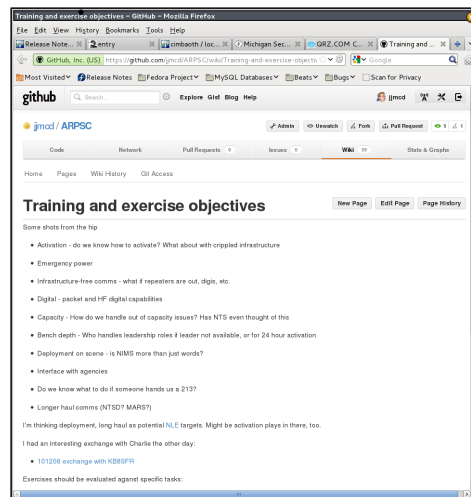 Training and exercise objectives – GitHub – Mozilla Firefox
File Edit View History Bookmarks Tools Help
Release Note... entry cimbaoth / loc... Michigan Sec... QRZ.COM C... Training and ...
GitHub, Inc. (US) https://github.com/jjmcd/ARPSC/wiki/Training-and-exercise-objectiv Google
Most Visited Release Notes Fedora Project MySQL Databases Beats Bugs Scan for Privacy
github Search... Explore Gist Blog Help jjmcd
jjmcd / ARPSC Admin Unwatch Fork Pull Request 1 1
Code Network Pull Requests 0 Issues 0 Wiki Stats & Graphs
Home Pages Wiki History Git Access
Training and exercise objectives New Page Edit Page Page History
Some shots from the hip
• Activation - do we know how to activate? What about with crippled infrastructure
• Emergency power
• Infrastructure-free comms - what if repeaters are out, digis, etc.
• Digital - packet and HF digital capabilities
• Capacity - How do we handle out of capacity issues? Has NTS even thought of this
• Bench depth - Who handles leadership roles if leader not available, or for 24 hour activation
• Deployment on scene - is NIMS more than just words?
• Interface with agencies
• Do we know what to do if someone hands us a 213?
• Longer haul comms (NTSD? MARS?)
I'm thinking deployment, long haul as potential NLE targets. Might be activation plays in there, too.
I had an interesting exchange with Charlie the other day:
• 101206 exchange with KB8SFR
Exercises should be evaluated against specific tasks: